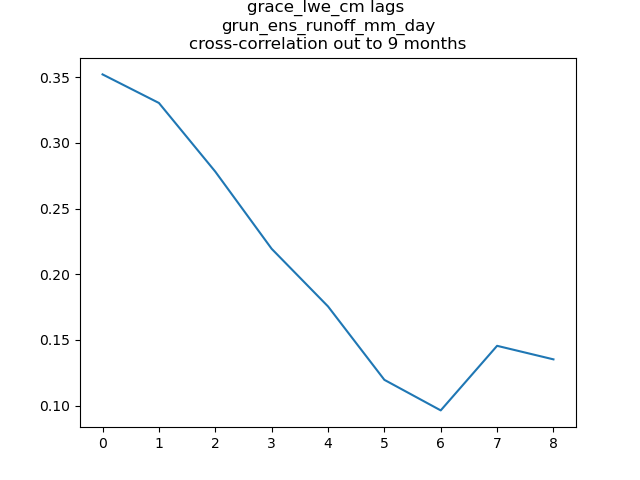 grace_lwe_cm lags
grun_ens_runoff_mm_day
cross-correlation out to 9 months
0.35
0.30
0.25
0.20
0.15
0.10
0 1 2 3 4 5 6 7 8